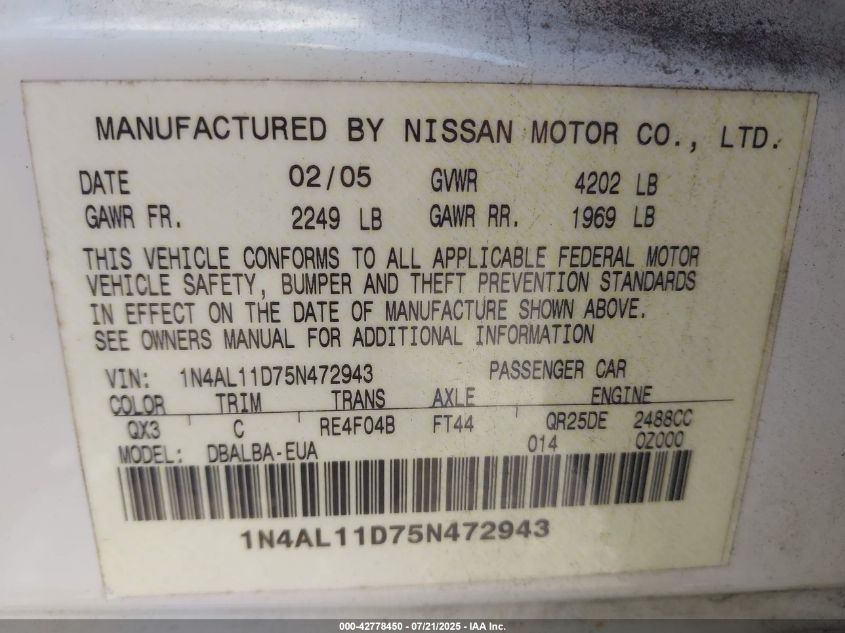 MANUFACTURED BY NISSAN MOTOR CO., LTD.
DATE 02/05 GVWR 4202 LB
GAWR FR. 2249 LB GAWR RR. 1969 LB
THIS VEHICLE CONFORMS TO ALL APPLICABLE FEDERAL MOTOR
VEHICLE SAFETY, BUMPER AND THEFT PREVENTION STANDARDS
IN EFFECT ON THE DATE OF MANUFACTURE SHOWN ABOVE.
SEE OWNERS MANUAL FOR ADDITIONAL INFORMATION
VIN: 1N4AL11D75N472943 PASSENGER CAR
COLOR TRIM TRANS AXLE ENGINE
QX3 C RE4F04B FT44 QR25DE 2488CC
MODEL: DBALBA-EUA 014 0Z000
1N4AL11D75N472943
000-42778450 - 07/21/2025 - IAA Inc.